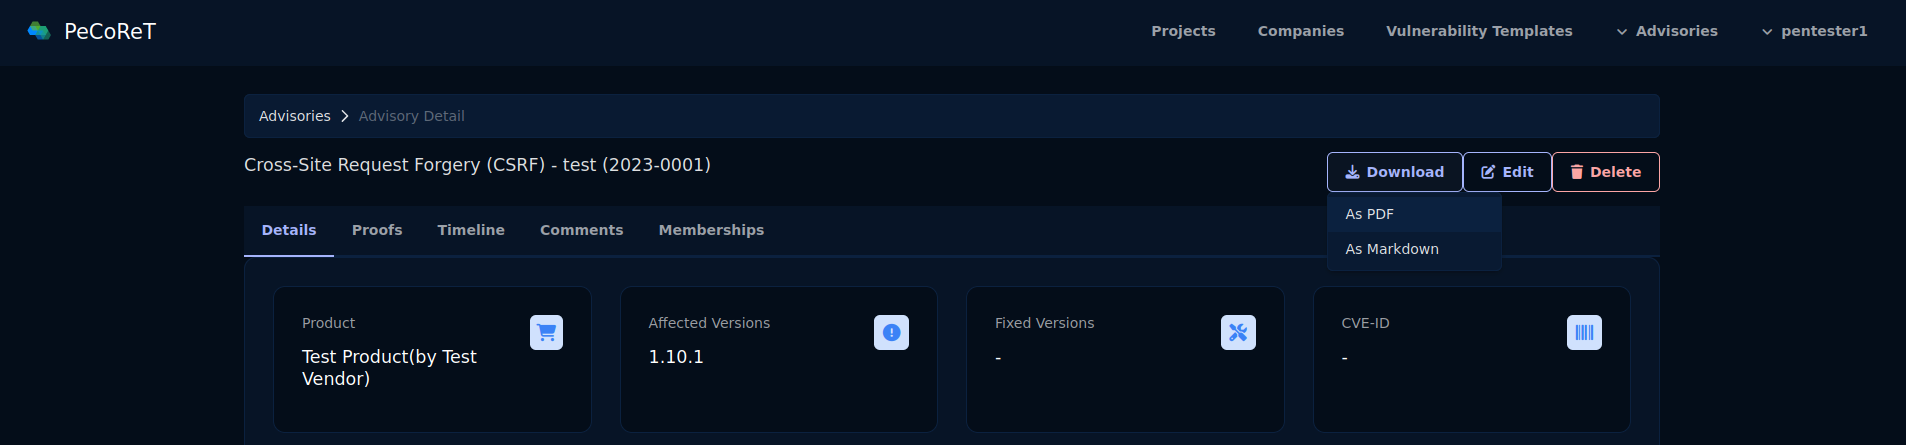 PeCoReT
Projects
Companies
Vulnerability Templates
Advisories
pentester1
Advisories
Advisory Detail
Cross-Site Request Forgery (CSRF) - test (2023-0001)
Download
Edit
Delete
As PDF
As Markdown
Details
Proofs
Timeline
Comments
Memberships
Product
Test Product(by Test
Vendor)
Affected Versions
1.10.1
Fixed Versions
-
CVE-ID
-